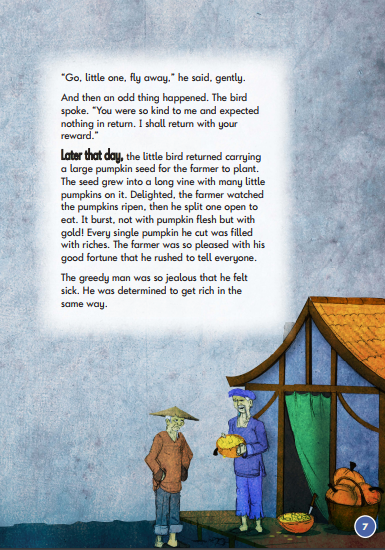 “Go, little one, fly away,” he said, gently.
And then an odd thing happened. The bird
spoke. “You were so kind to me and expected
nothing in return. I shall return with your
reward.”
Later that day, the little bird returned carrying
a large pumpkin seed for the farmer to plant.
The seed grew into a long vine with many little
pumpkins on it. Delighted, the farmer watched
the pumpkins ripen, then he split one open to
eat. It burst, not with pumpkin flesh but with
gold! Every single pumpkin he cut was filled
with riches. The farmer was so pleased with his
good fortune that he rushed to tell everyone.
The greedy man was so jealous that he felt
sick. He was determined to get rich in the
same way.
7